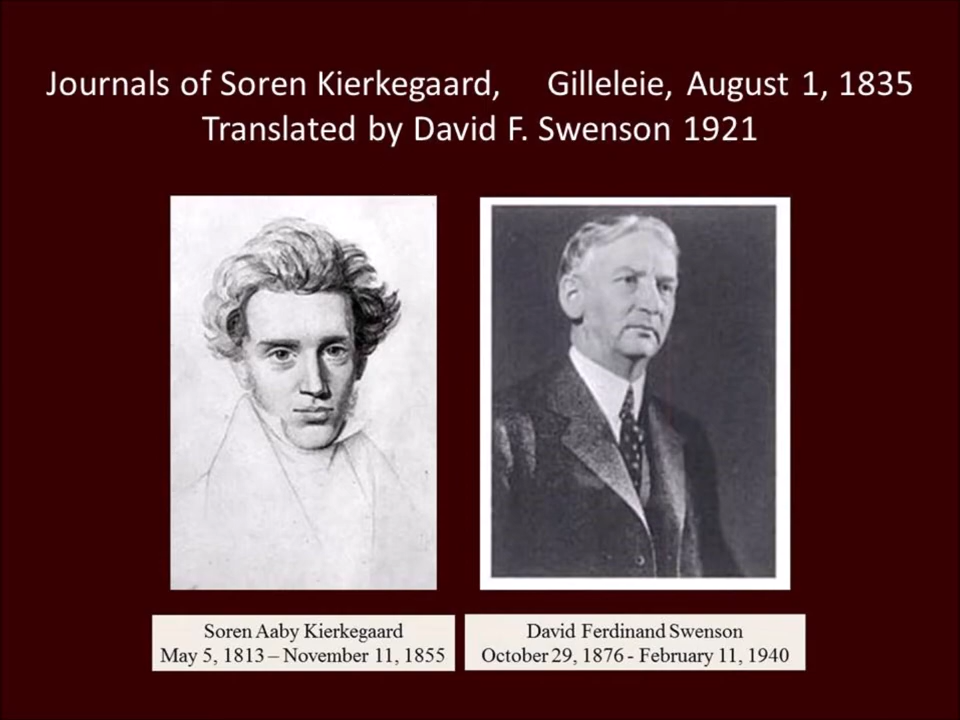 Journals of Soren Kierkegaard, Gilleleie, August 1, 1835
Translated by David F. Swenson 1921
Soren Aaby Kierkegaard
May 5, 1813 – November 11, 1855
David Ferdinand Swenson
October 29, 1876 - February 11, 1940